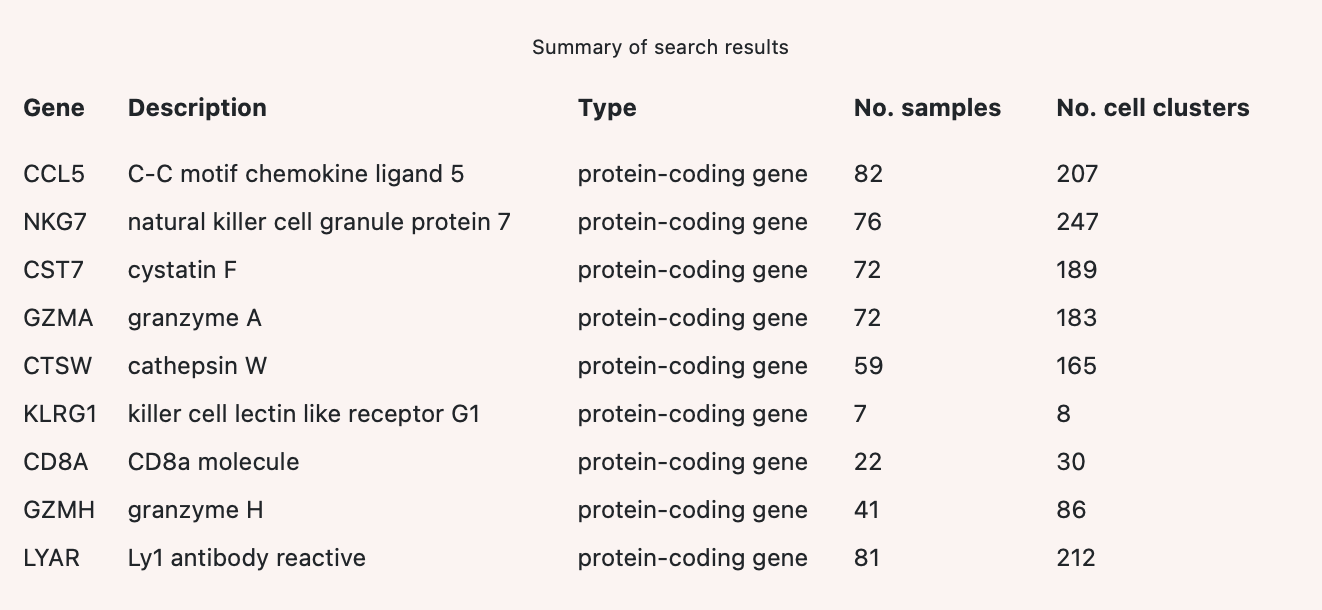 Summary of search results
Gene Description Type No. samples No. cell clusters
CCL5 C-C motif chemokine ligand 5 protein-coding gene 82 207
NKG7 natural killer cell granule protein 7 protein-coding gene 76 247
CST7 cystatin F protein-coding gene 72 189
GZMA granzyme A protein-coding gene 72 183
CTSW cathepsin W protein-coding gene 59 165
KLRG1 killer cell lectin like receptor G1 protein-coding gene 7 8
CD8A CD8a molecule protein-coding gene 22 30
GZMH granzyme H protein-coding gene 41 86
LYAR Ly1 antibody reactive protein-coding gene 81 212